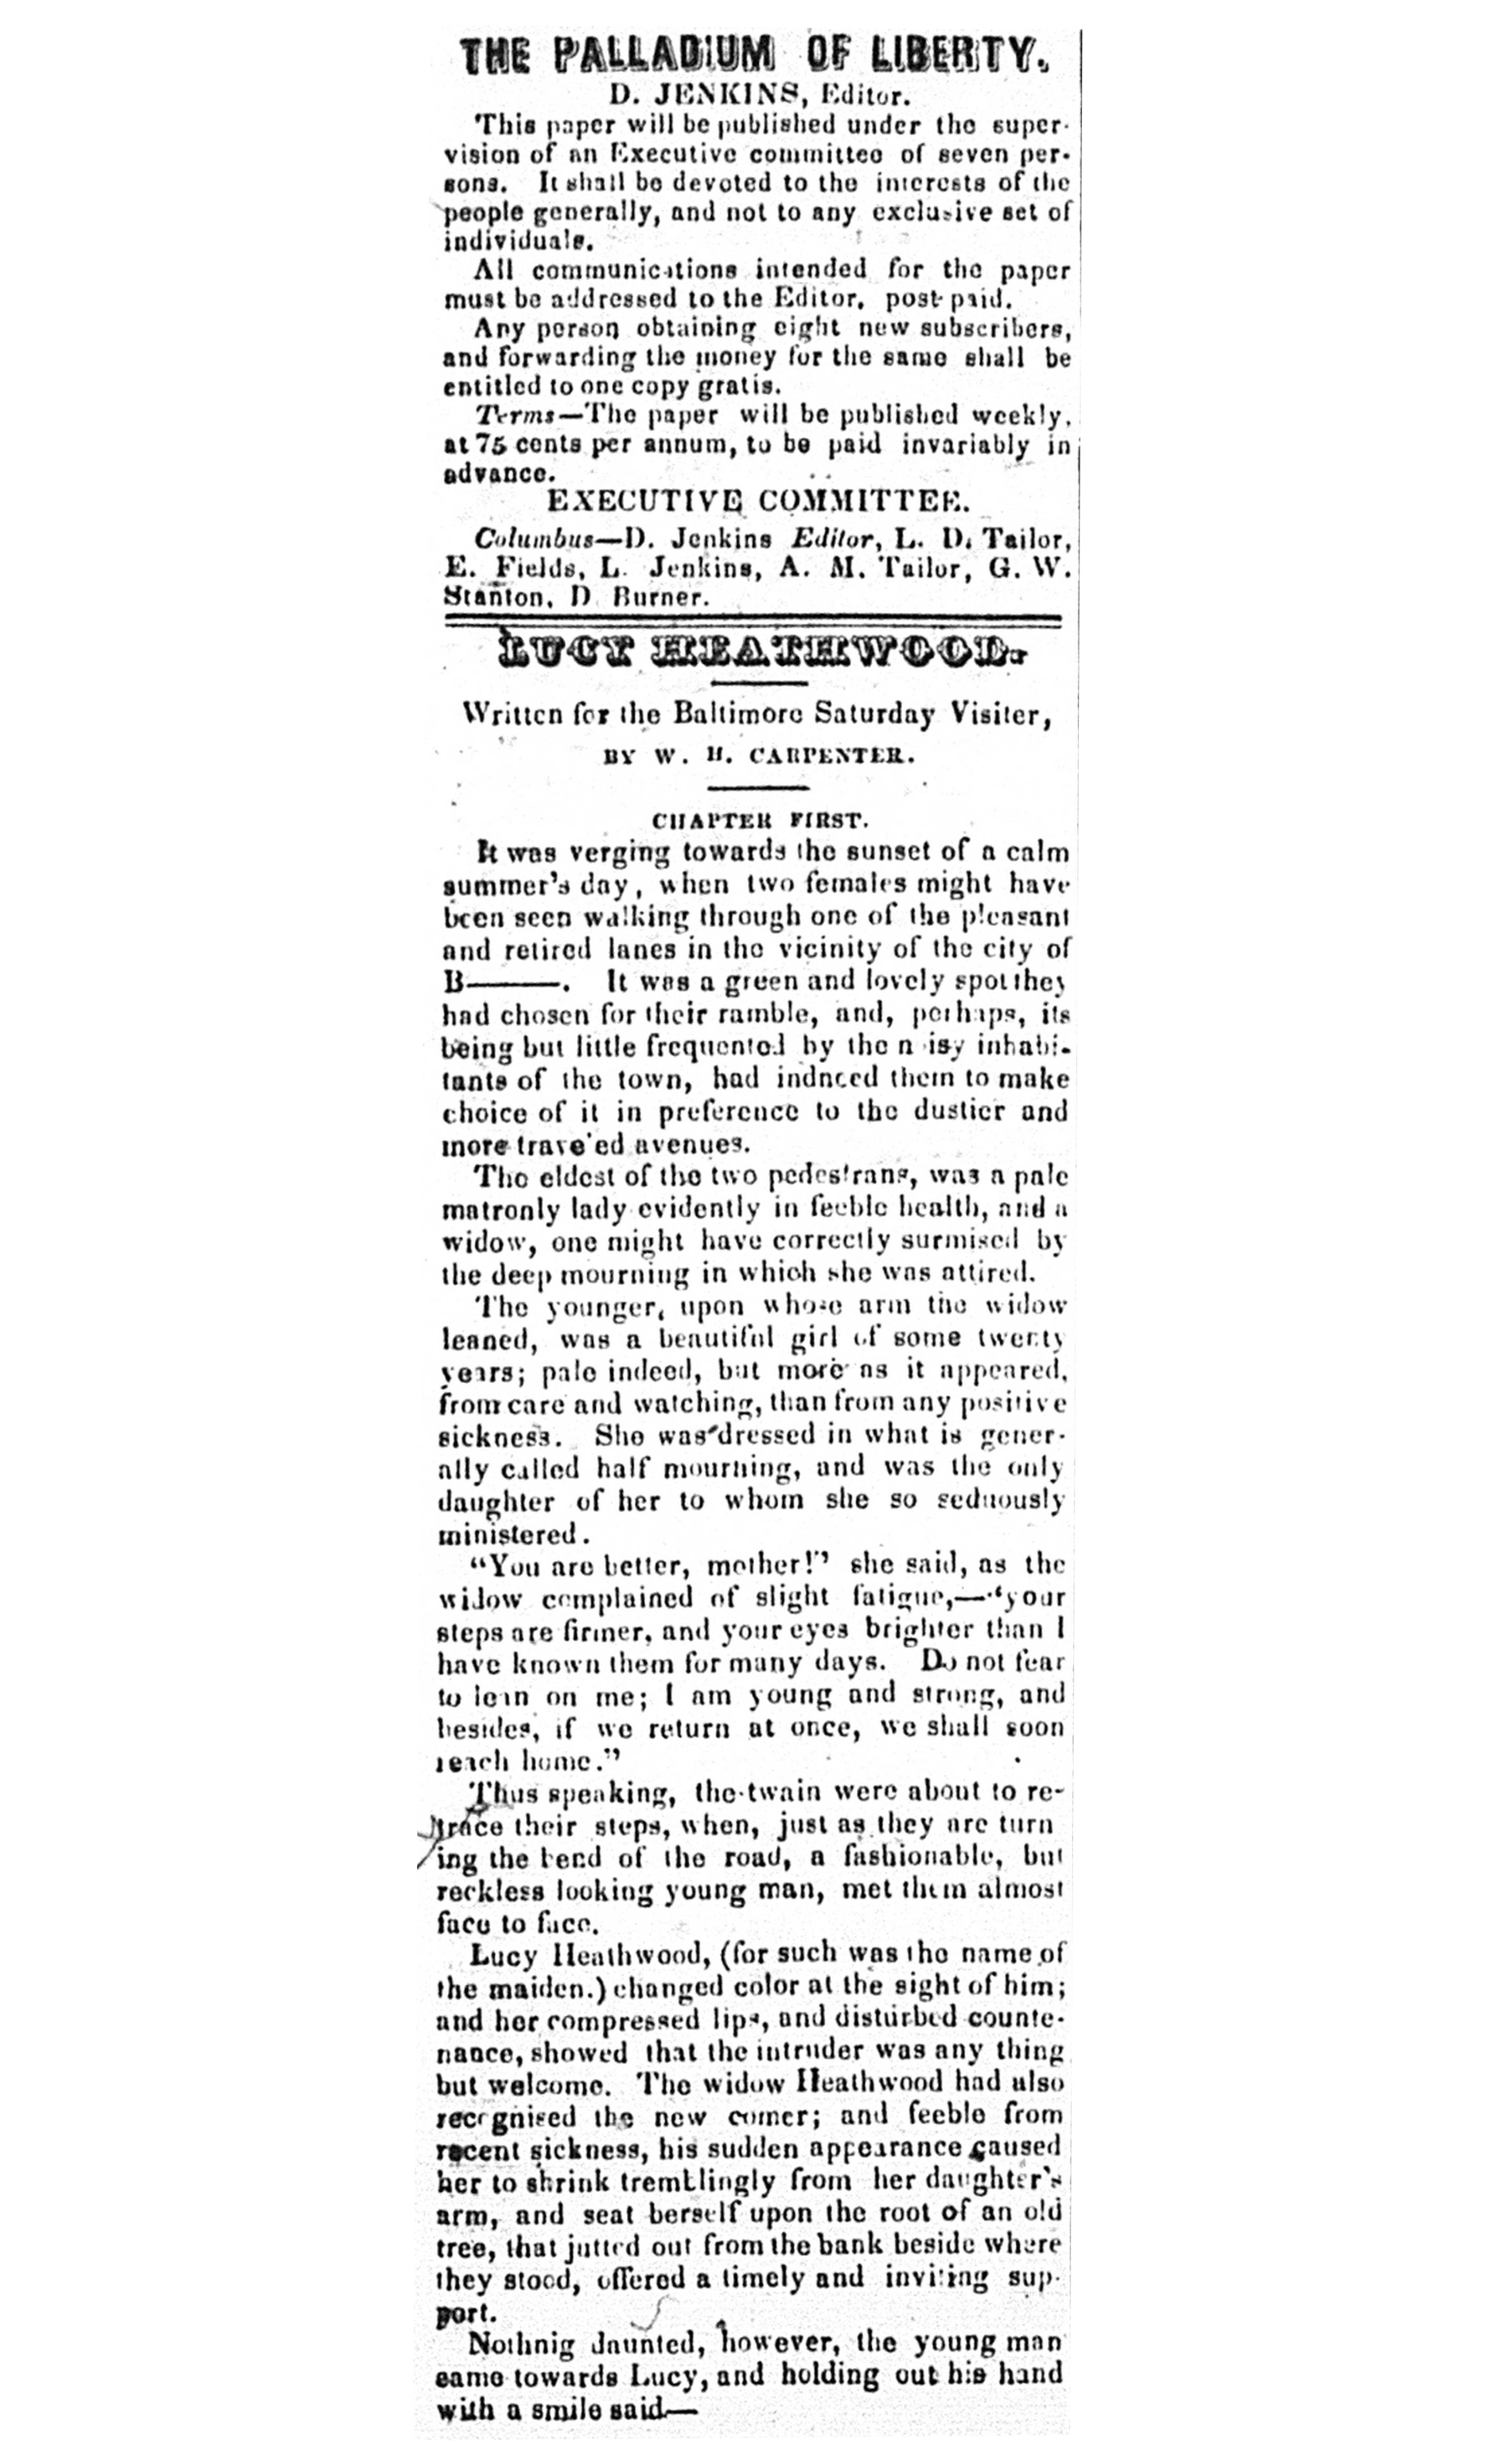 THE PALLADIUM OF LIBERTY.
D. JENKINS, Editor.
This paper will be published under the super-
vision of an Executive committee of seven per-
sons. It shall be devoted to the interests of the
people generally, and not to any exclusive set of
individuals.
All communications intended for the paper
must be addressed to the Editor, post paid.
Any person obtaining eight new subscribers,
and forwarding the money for the same shall be
entitled to one copy gratis.
Terms—The paper will be published weekly,
at 75 cents per annum, to be paid invariably in
advance.
EXECUTIVE COMMITTEE.
Columbus—D. Jenkins Editor, L. D. Tailor,
E. Fields, L. Jenkins, A. M. Tailor, G. W.
Stanton, D Burner.
LUCY HEATHWOOD.
Written for the Baltimore Saturday Visiter,
BY W. H. CARPENTER.
CHAPTER FIRST.
It was verging towards the sunset of a calm
summer's day, when two females might have
been seen walking through one of the pleasant
and retired lanes in the vicinity of the city of
B———. It was a green and lovely spot they
had chosen for their ramble, and, perhaps, its
being but little frequented by the n isy inhabi-
tants of the town, had indnced them to make
choice of it in preference to the dustier and
more trave'ed avenues.
The eldest of the two pedestrans, was a pale
matronly lady evidently in feeble health, and a
widow, one might have correctly surmised by
the deep mourning in which she was attired.
The younger, upon whose arm the widow
leaned, was a beautiful girl of some twenty
years; pale indeed, but more as it appeared,
from care and watching, than from any positive
sickness. She was dressed in what is gener-
ally called half mourning, and was the only
daughter of her to whom she so seduously
ministered.
"You are better, mother!" she said, as the
widow complained of slight fatigue,—"your
steps are firmer, and your eyes brighter than I
have known them for many days. Do not fear
to lean on me; I am young and strong, and
besides, if we return at once, we shall soon
reach home."
Thus speaking, the twain were about to re-
trace their steps, when, just as they are turn
ing the bend of the road, a fashionable, but
reckless looking young man, met them almost
face to face.
Lucy Heathwood, (for such was the name of
the maiden.) changed color at the sight of him;
and her compressed lips, and disturbed counte-
nance, showed that the intruder was any thing
but welcome. The widow Heathwood had also
recognised the new comer; and feeble from
recent sickness, his sudden appearance caused
her to shrink tremblingly from her daughter's
arm, and seat herself upon the root of an old
tree, that jutted out from the bank beside where
they stood, offered a timely and inviting sup-
port.
Nothnig daunted, however, the young man
came towards Lucy, and holding out his hand
with a smile said—